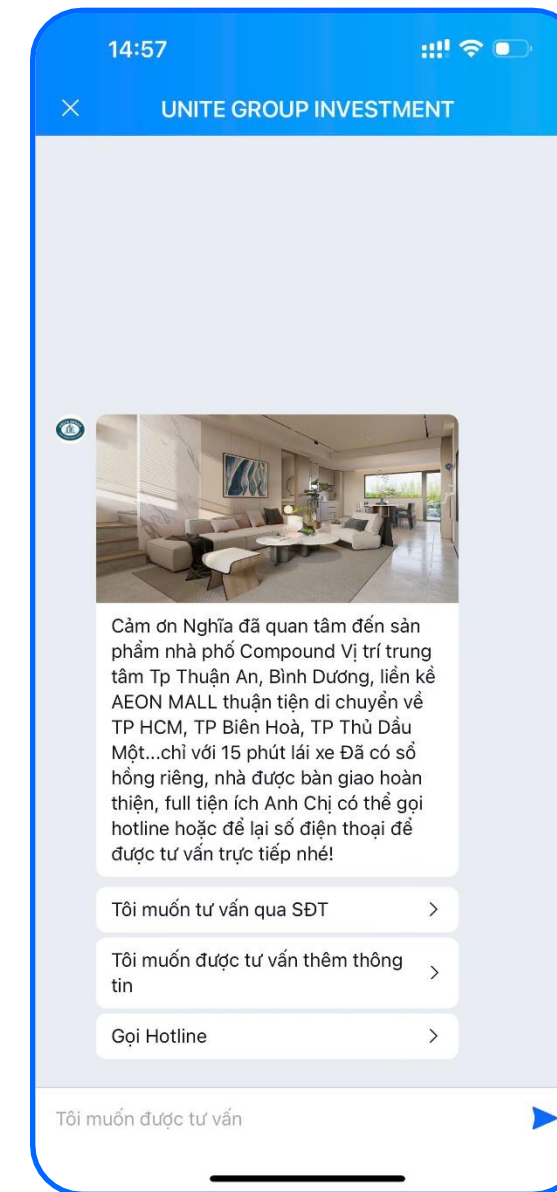 14:57
UNITE GROUP INVESTMENT
Cảm ơn Nghĩa đã quan tâm đến sản
phẩm nhà phố Compound Vị trí trung
tâm Tp Thuận An, Bình Dương, liền kề
AEON MALL thuận tiện di chuyển về
TP HCM, TP Biên Hoà, TP Thủ Dầu
Một...chỉ với 15 phút lái xe Đã có sổ
hồng riêng, nhà được bàn giao hoàn
thiện, full tiện ích Anh Chị có thể gọi
hotline hoặc để lại số điện thoại để
được tư vấn trực tiếp nhé!
Tôi muốn tư vấn qua SĐT
Tôi muốn được tư vấn thêm thông
tin
Gọi Hotline
Tôi muốn được tư vấn